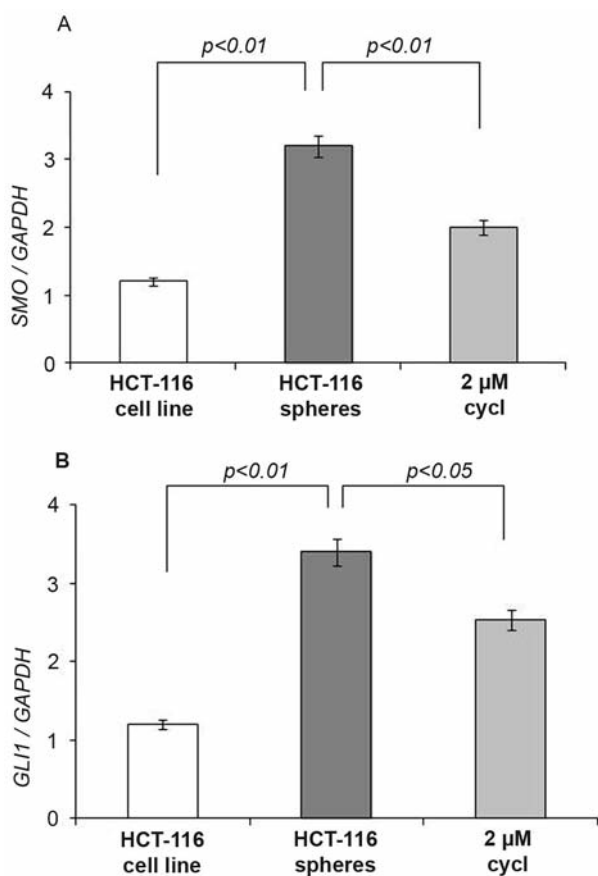 A
p<0.01 p<0.01
4
3
2
1
0
SMO / GAPDH
HCT-116 HCT-116 2 µM
cell line spheres cycl
B
p<0.01 p<0.05
4
3
2
1
0
GLI1 / GAPDH
HCT-116 HCT-116 2 µM
cell line spheres cycl